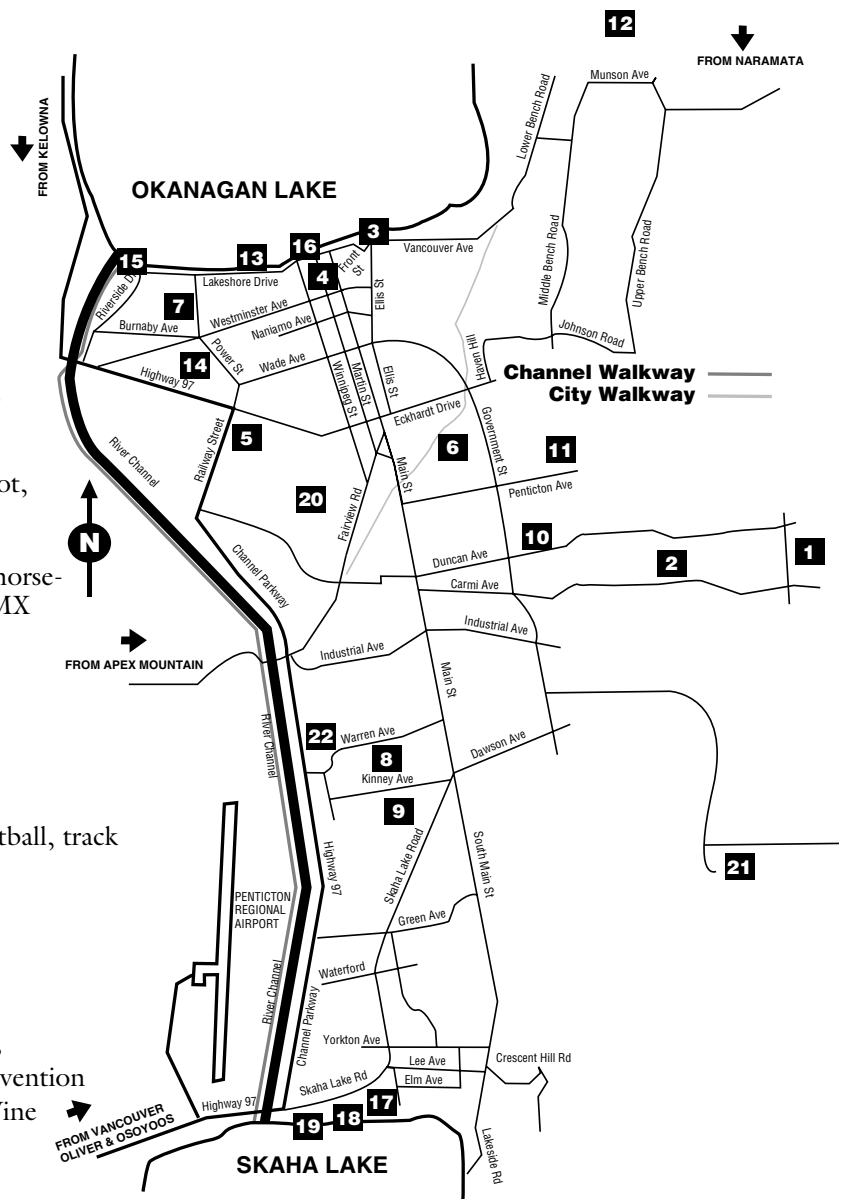 12
FROM NARAMATA
Munson Ave
FROM KELOWNA
Lower Bench Road
OKANAGAN LAKE
3
16
13
15
Front
St
Vancouver Ave
4
Lakeshore Drive
Riverside
7
Westminster Ave
Ellis St
Middle Bench Road
Upper Bench Road
Burnaby Ave
Naniamo Ave
Johnson Road
Power St
Haven Hill
14
Wade Ave
Channel Walkway
City Walkway
Highway 97
Winnipeg St
Martin St
Ellis St
Eckhardt Drive
Government St
5
6
11
River Channel
Railway Street
Main St
Penticton Ave
ot,
20
Fairview Rd
N
10
1
2
Duncan Ave
horse-
Channel Parkway
Carmi Ave
MX
Industrial Ave
FROM APEX MOUNTAIN
Industrial Ave
Main St
River Channel
22
Warren Ave
8
Dawson Ave
Kinney Ave
9
tball, track
Highway 97
Skaha Lake Road
South Main St
21
PENTICTON
REGIONAL
AIRPORT
Green Ave
Waterford
River Channel
Channel Parkway
Yorkton Ave
Lee Ave
Crescent Hill Rd
vention
Skaha Lake Rd
Elm Ave
Highway 97
17
18
19
FROM VANCOUVER
OLIVER & OSOYOOS
SKAHA LAKE
Lakeside Rd